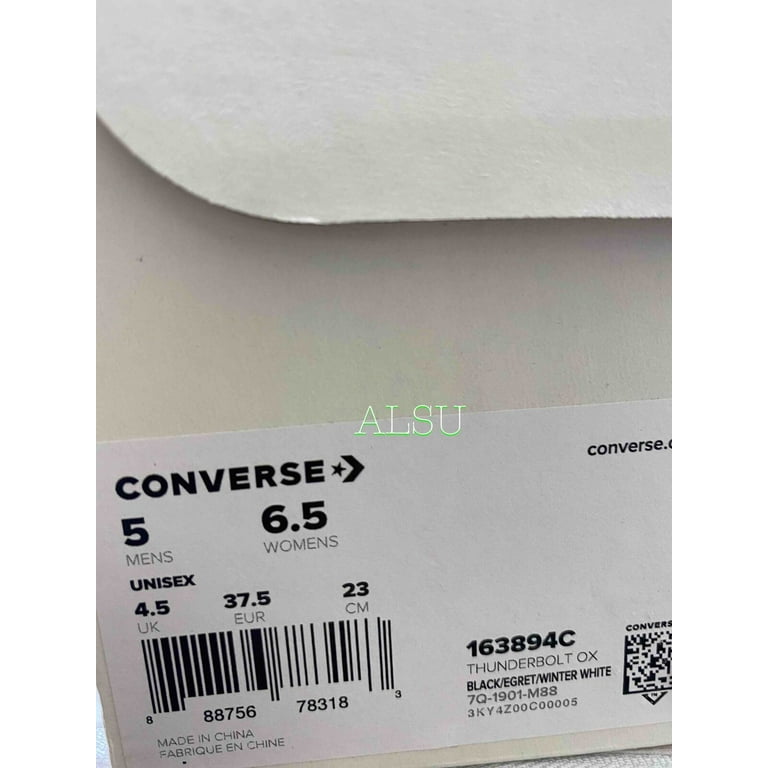 ALSU
converse.
CONVERSE
5 6.5
MENS WOMENS
UNISEX
4.5 37.5 23
UK EUR CM
8 88756 78318 3
MADE IN CHINA
FABRIQUE EN CHINE
163894C
THUNDERBOLT OX
BLACK/EGRET/WINTER WHITE
7Q-1901-M88
3KY4Z00C00005
CONVERS